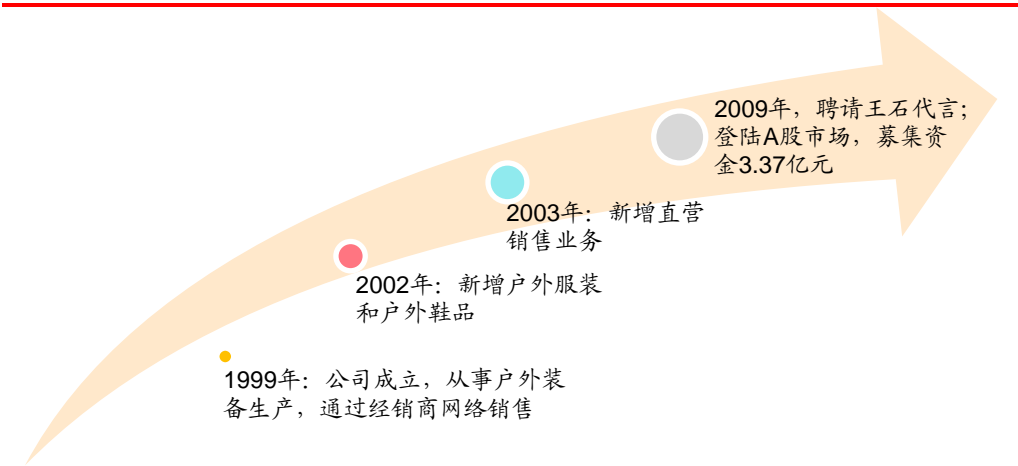 2009年，聘请王石代言；
登陆A股市场，募集资
金3.37亿元
2003年：新增直营
销售业务
2002年：新增户外服装
和户外鞋品
1999年：公司成立，从事户外装
备生产，通过经销商网络销售